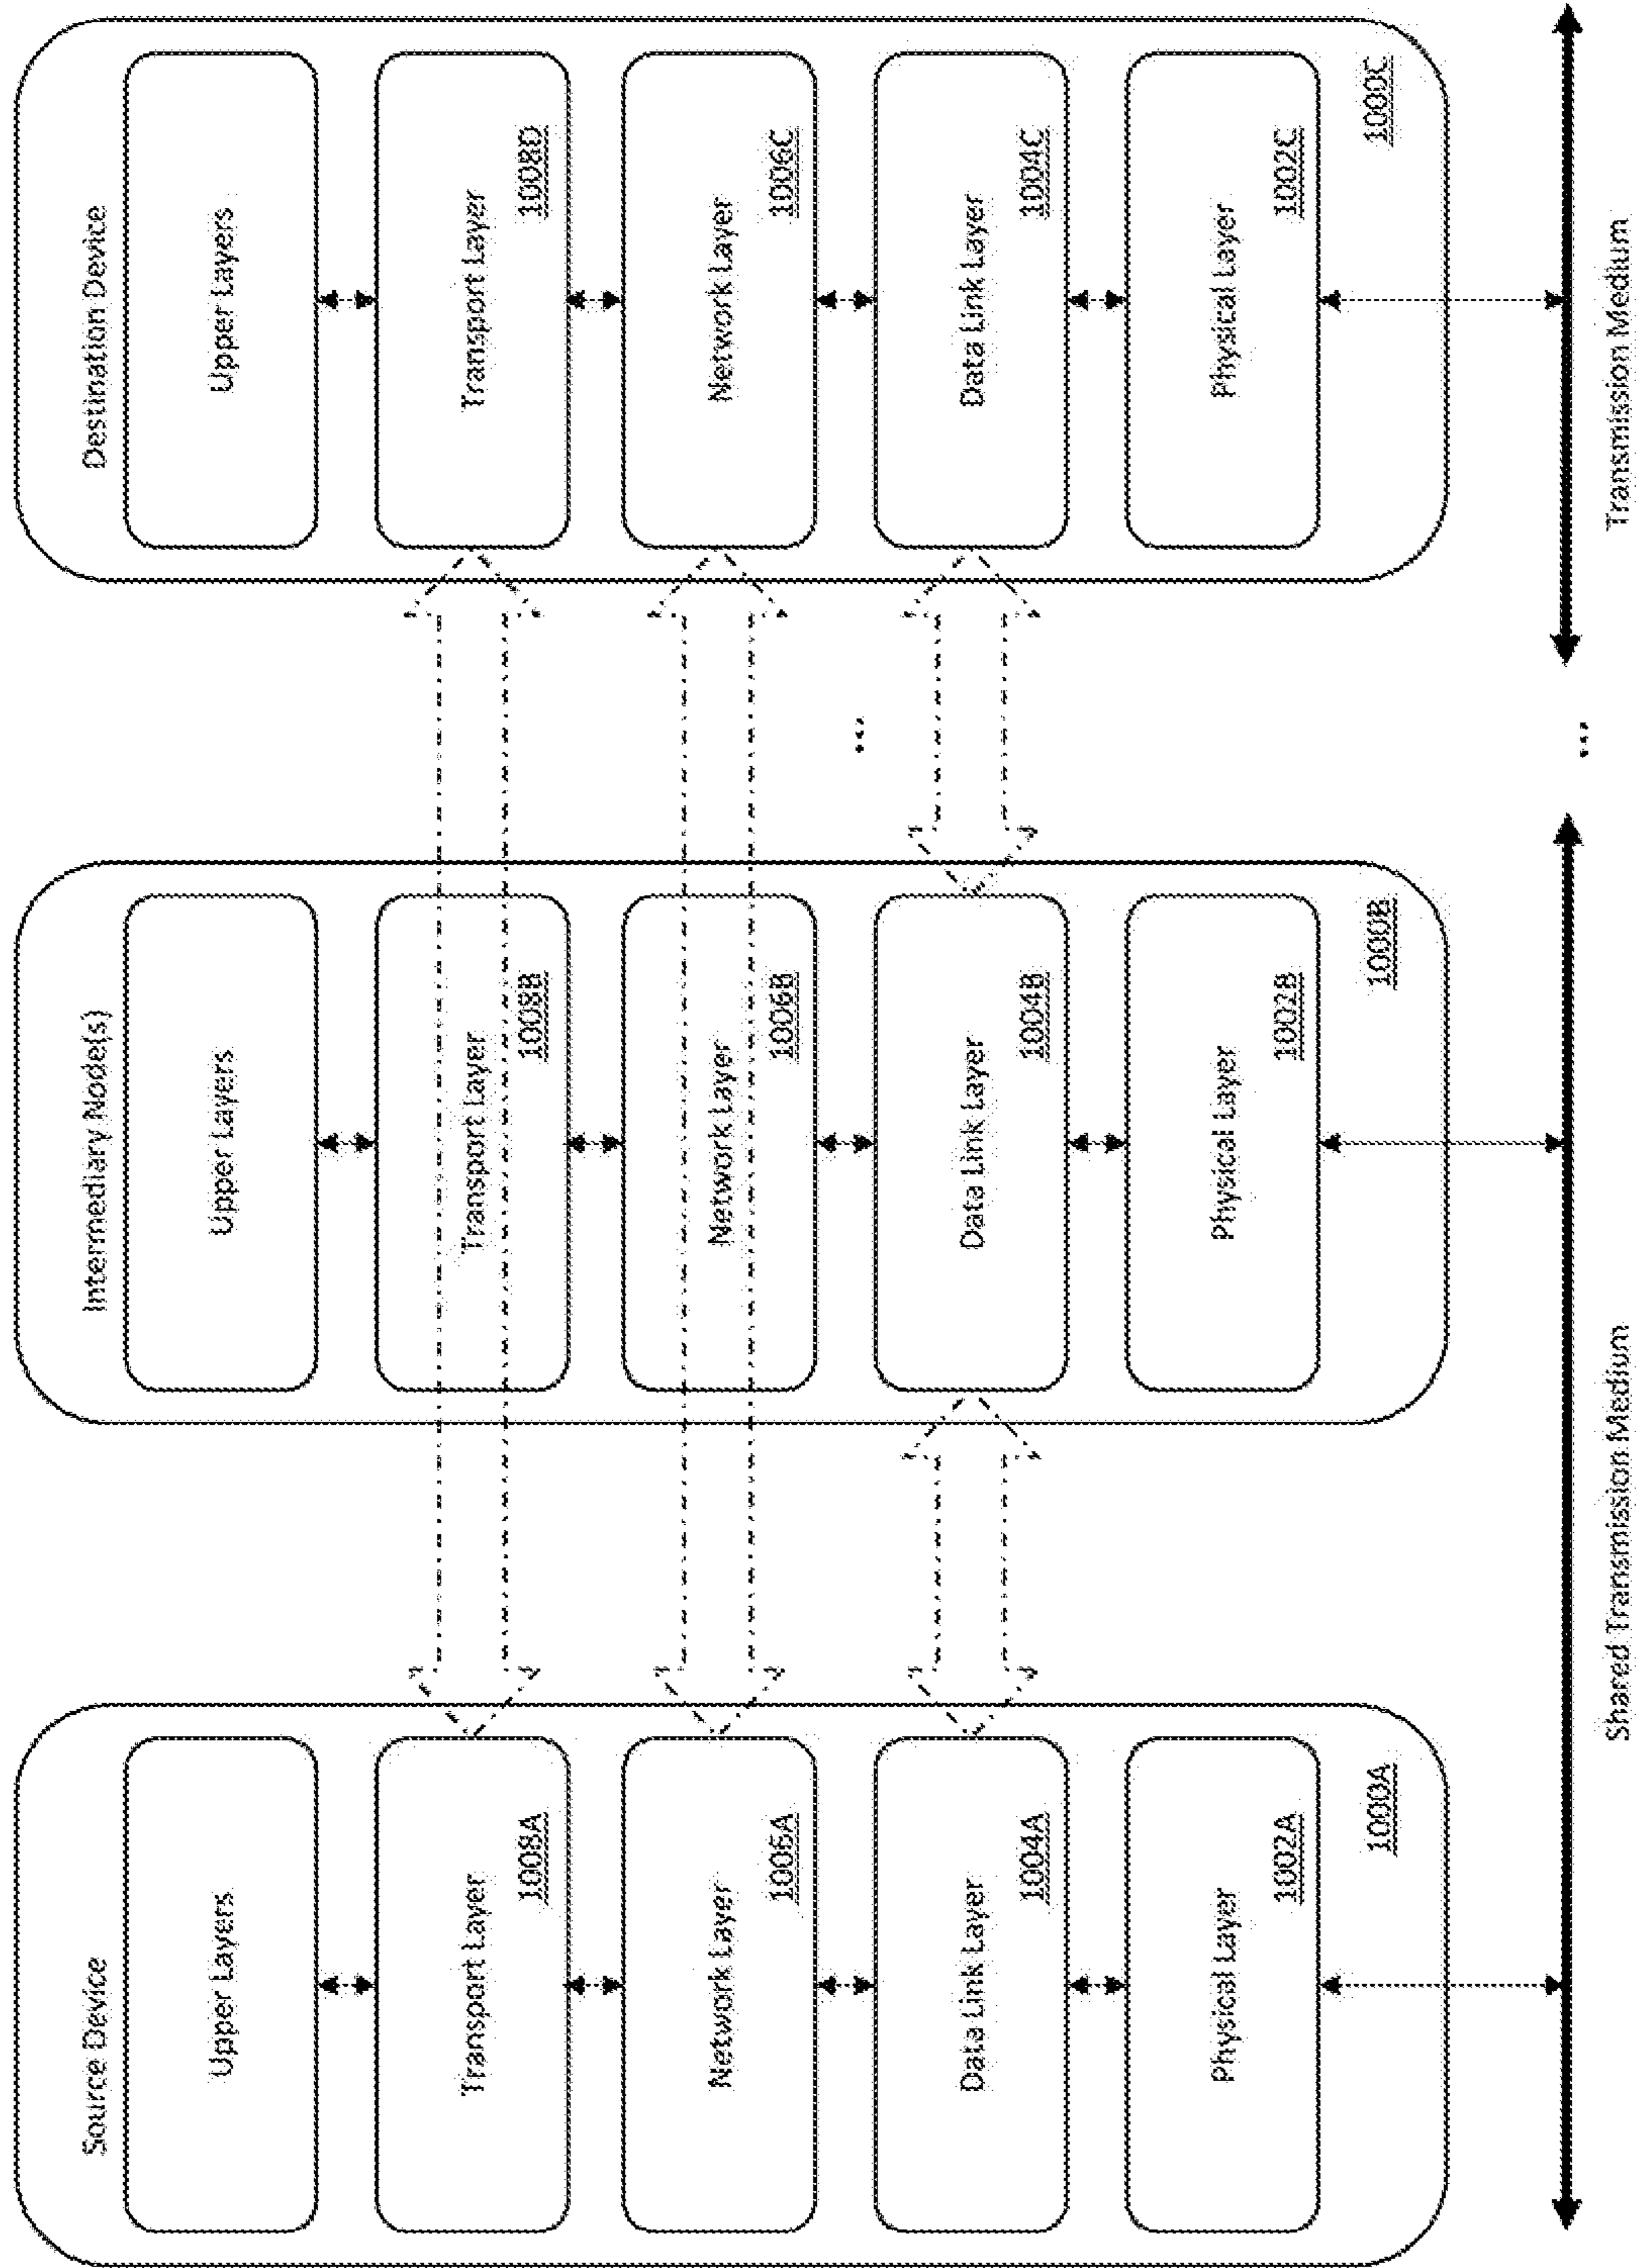 Source Device
Upper Layers
Transport Layer
1008A
Network Layer
1006A
Data Link Layer
1004A
Physical Layer
1002A
1000A
Intermediary Node(s)
Upper Layers
Transport Layer
1008B
Network Layer
1006B
Data Link Layer
1004B
Physical Layer
1002B
1000B
...
Destination Device
Upper Layers
Transport Layer
1008D
Network Layer
1006C
Data Link Layer
1004C
Physical Layer
1002C
1000C
Shared Transmission Medium
...
Transmission Medium